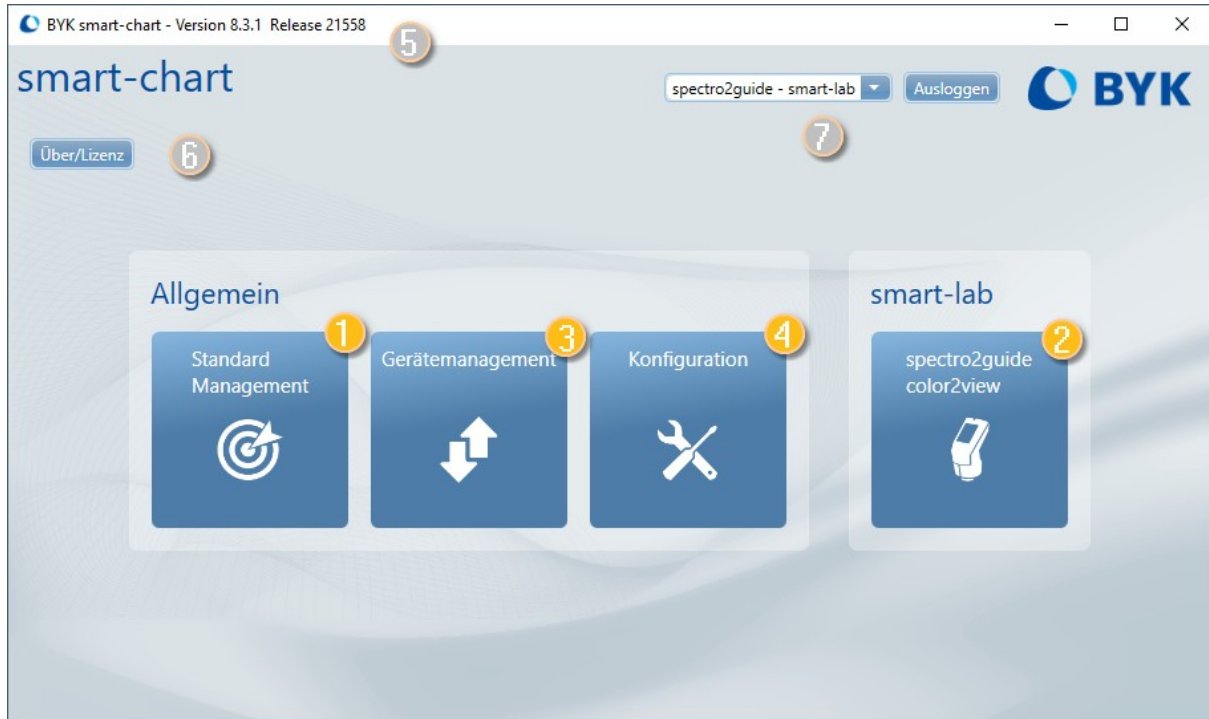 BYK smart-chart - Version 8.3.1 Release 21558
5
smart-chart
spectro2guide - smart-lab
Ausloggen
BYK
7
Über/Lizenz
6
Allgemein
1
Standard
Management
3
Gerätemanagement
4
Konfiguration
smart-lab
2
spectro2guide
color2view